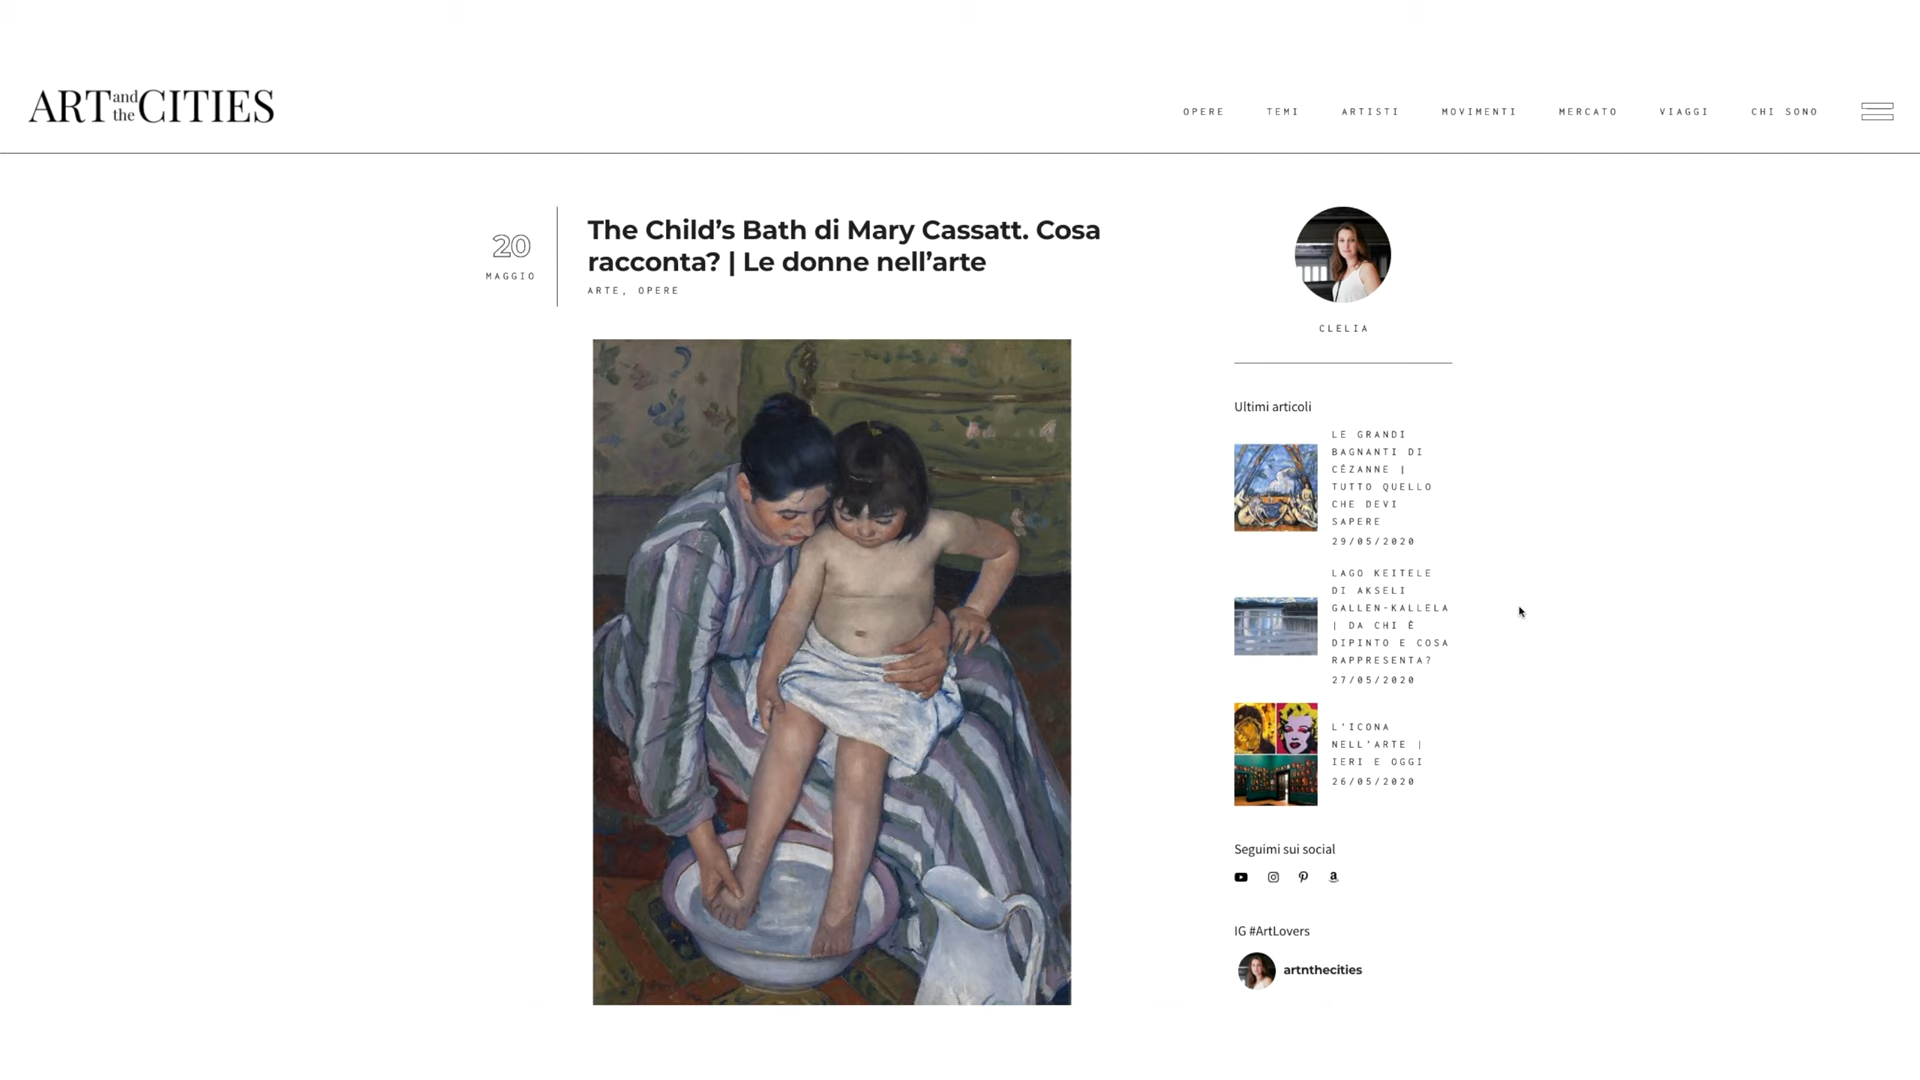 ART and the CITIES
OPERE TEMI ARTISTI MOVIMENTI MERCATO VIAGGI CHI SONO
20
MAGGIO
The Child’s Bath di Mary Cassatt. Cosa
racconta? | Le donne nell’arte
ARTE, OPERE
CLELIA
Ultimi articoli
LE GRANDI
BAGNANTI DI
CÉZANNE |
TUTTO QUELLO
CHE DEVI
SAPERE
29/05/2020
LAGO KEITELE
DI AKSELI
GALLEN-KALLELA
| DA CHI È
DIPINTO E COSA
RAPPRESENTA?
27/05/2020
L’ICONA
NELL’ARTE |
IERI E OGGI
26/05/2020
Seguimi sui social
IG #ArtLovers
artnthecities